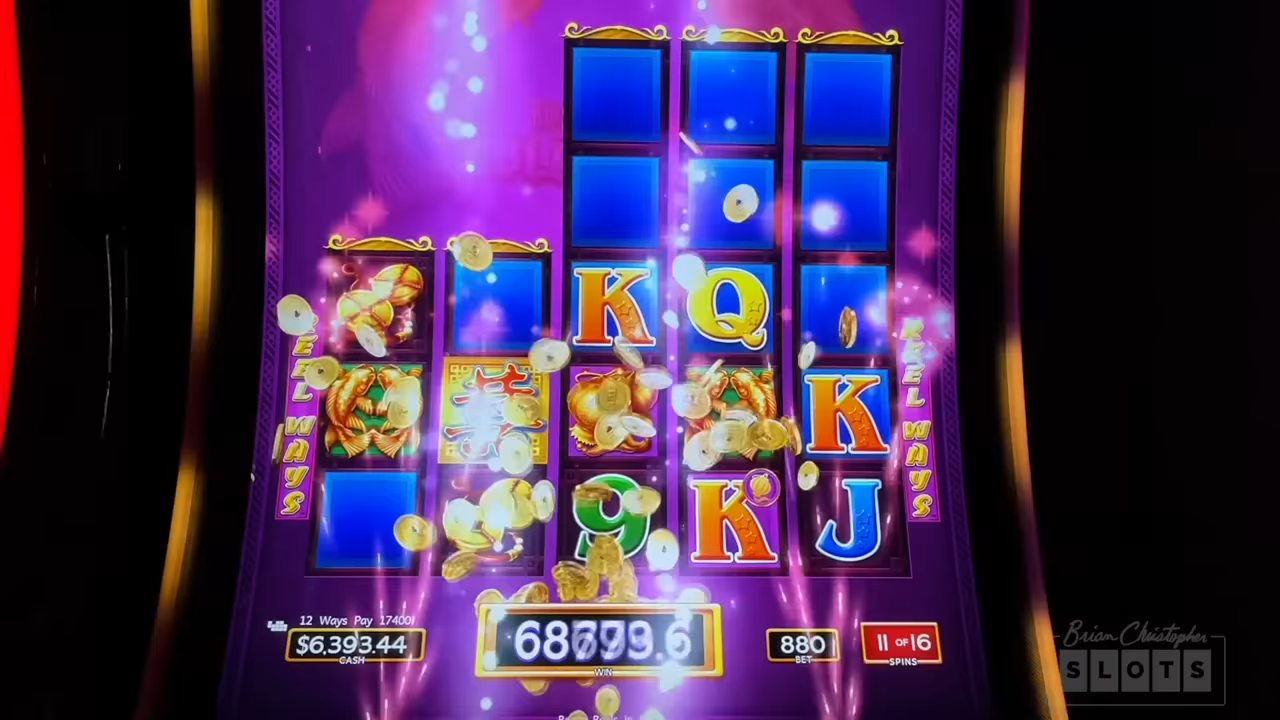 K
Q
K
9
K
J
REEL WAYS
REEL WAYS
12 Ways Pay 17400!
$6,393.44
CASH
WIN
880
BET
11 OF 16
SPINS
Brian Christopher
SLOTS